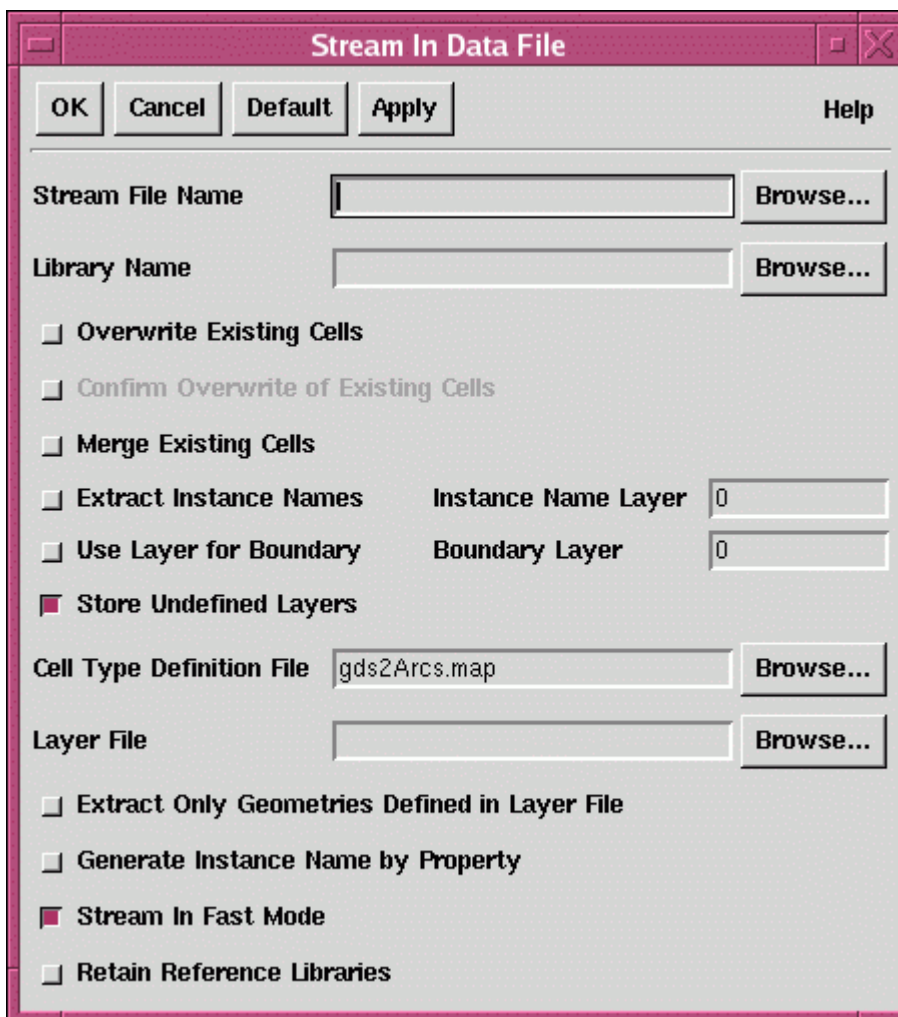 Stream In Data File
OK Cancel Default Apply Help
Stream File Name Browse...
Library Name Browse...
Overwrite Existing Cells
Confirm Overwrite of Existing Cells
Merge Existing Cells
Extract Instance Names Instance Name Layer 0
Use Layer for Boundary Boundary Layer 0
Store Undefined Layers
Cell Type Definition File gds2Arcs.map Browse...
Layer File Browse...
Extract Only Geometries Defined in Layer File
Generate Instance Name by Property
Stream In Fast Mode
Retain Reference Libraries